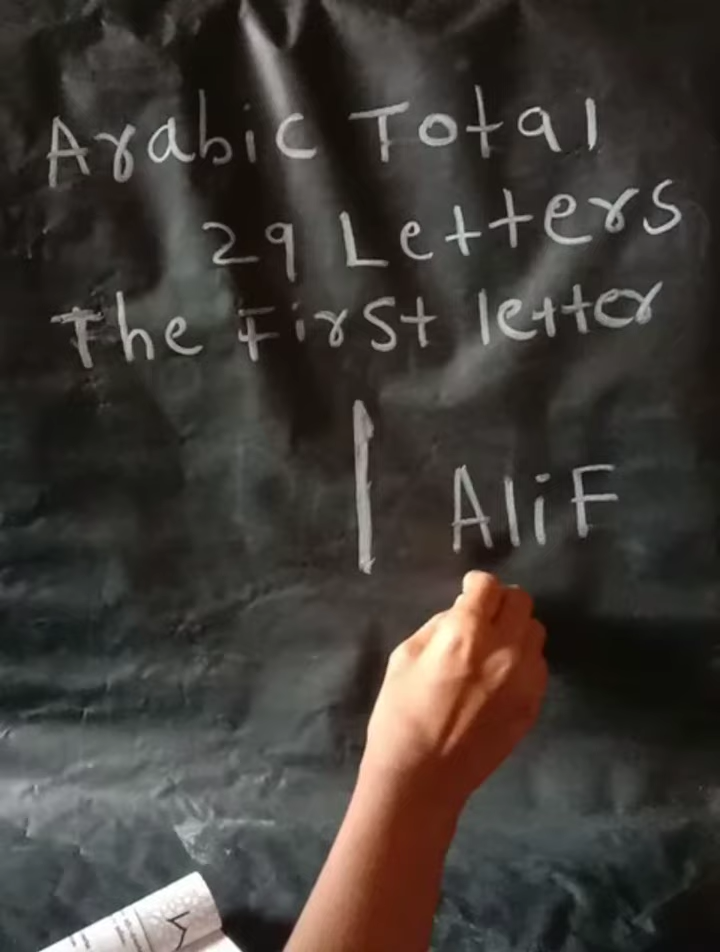 Arabic Total
29 Letters
The First letter
ا AliF